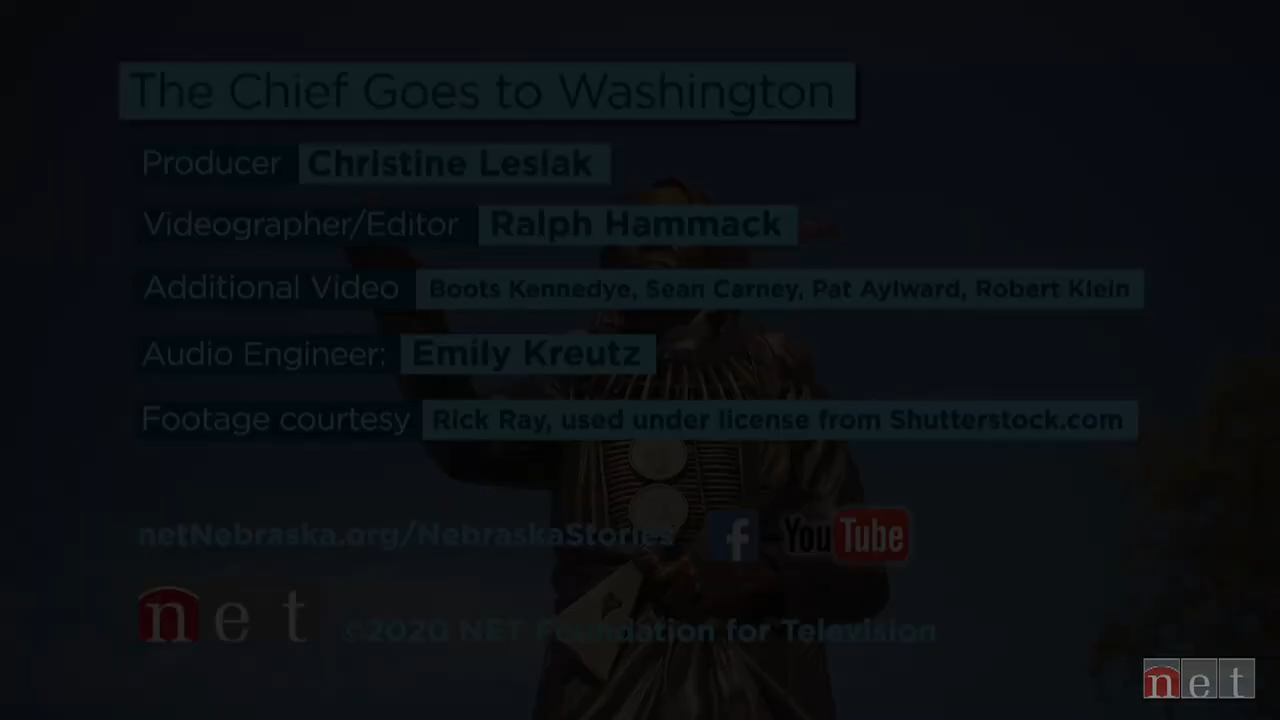 The Chief Goes to Washington
Producer Christine Lesiak
Videographer/Editor Ralph Hammack
Additional Video Boots Kennedye, Sean Carney, Pat Aylward, Robert Klein
Audio Engineer: Emily Kreutz
Footage courtesy Rick Ray, used under license from Shutterstock.com
netNebraska.org/NebraskaStories f YouTube
net ©2020 NET Foundation for Television
net